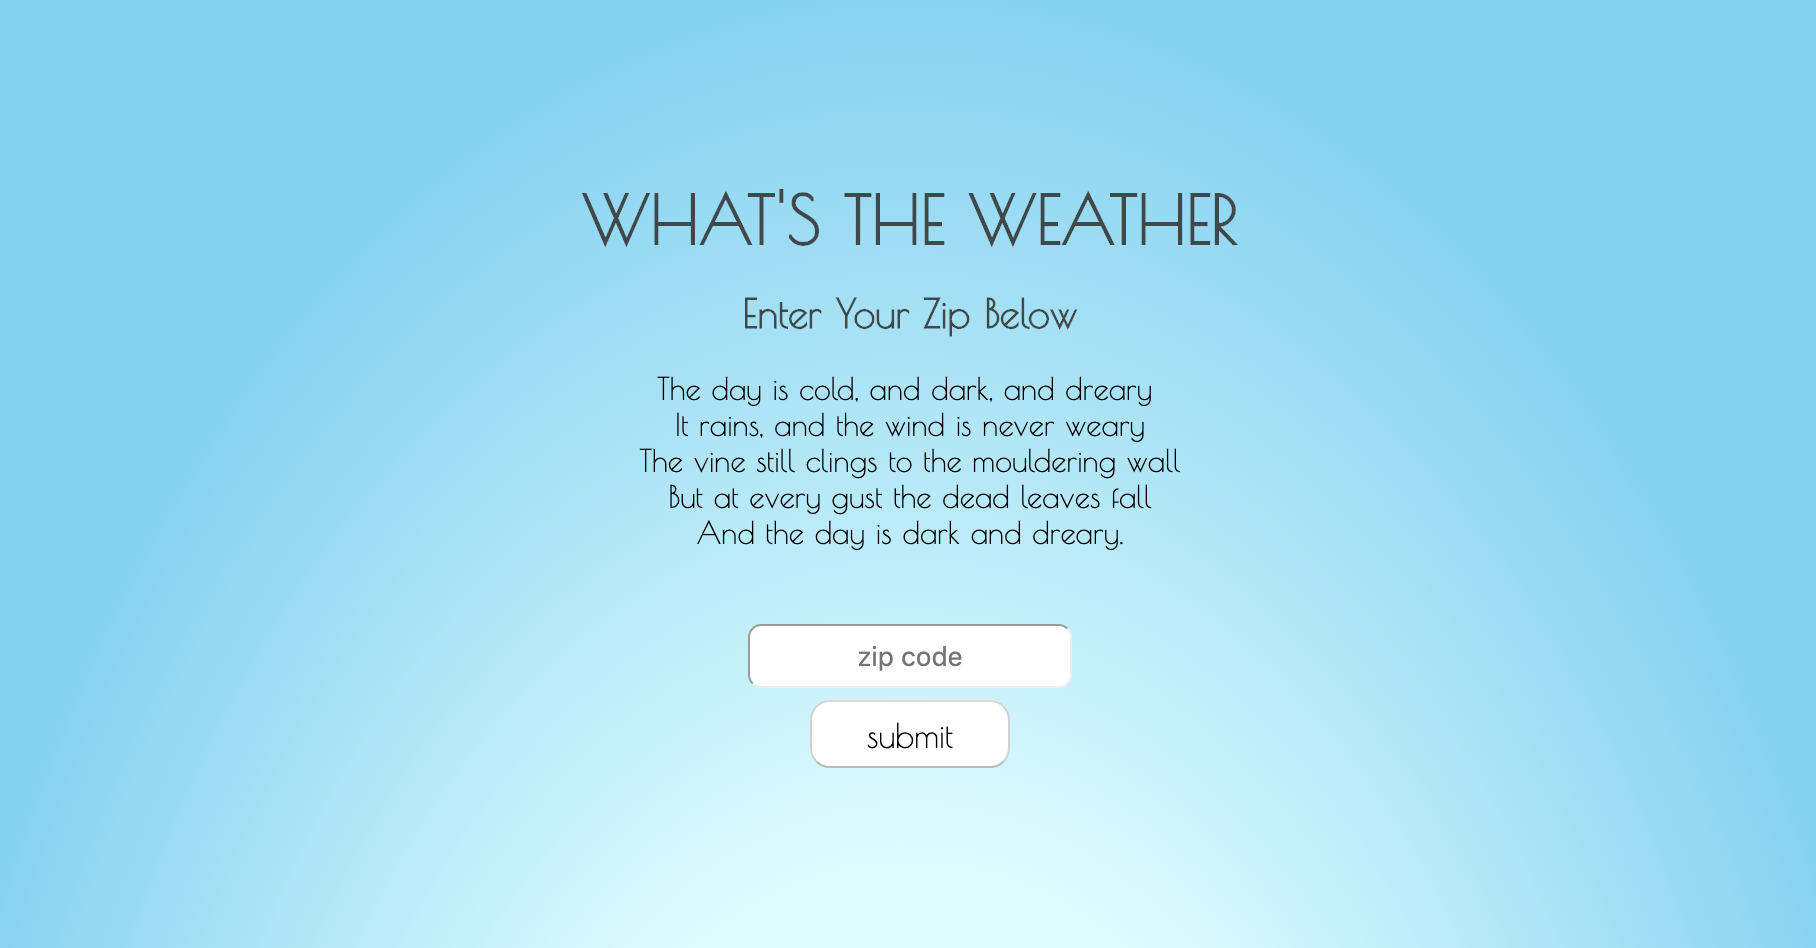 WHAT'S THE WEATHER
Enter Your Zip Below
The day is cold, and dark, and dreary
It rains, and the wind is never weary
The vine still clings to the mouldering wall
But at every gust the dead leaves fall
And the day is dark and dreary.
zip code
submit